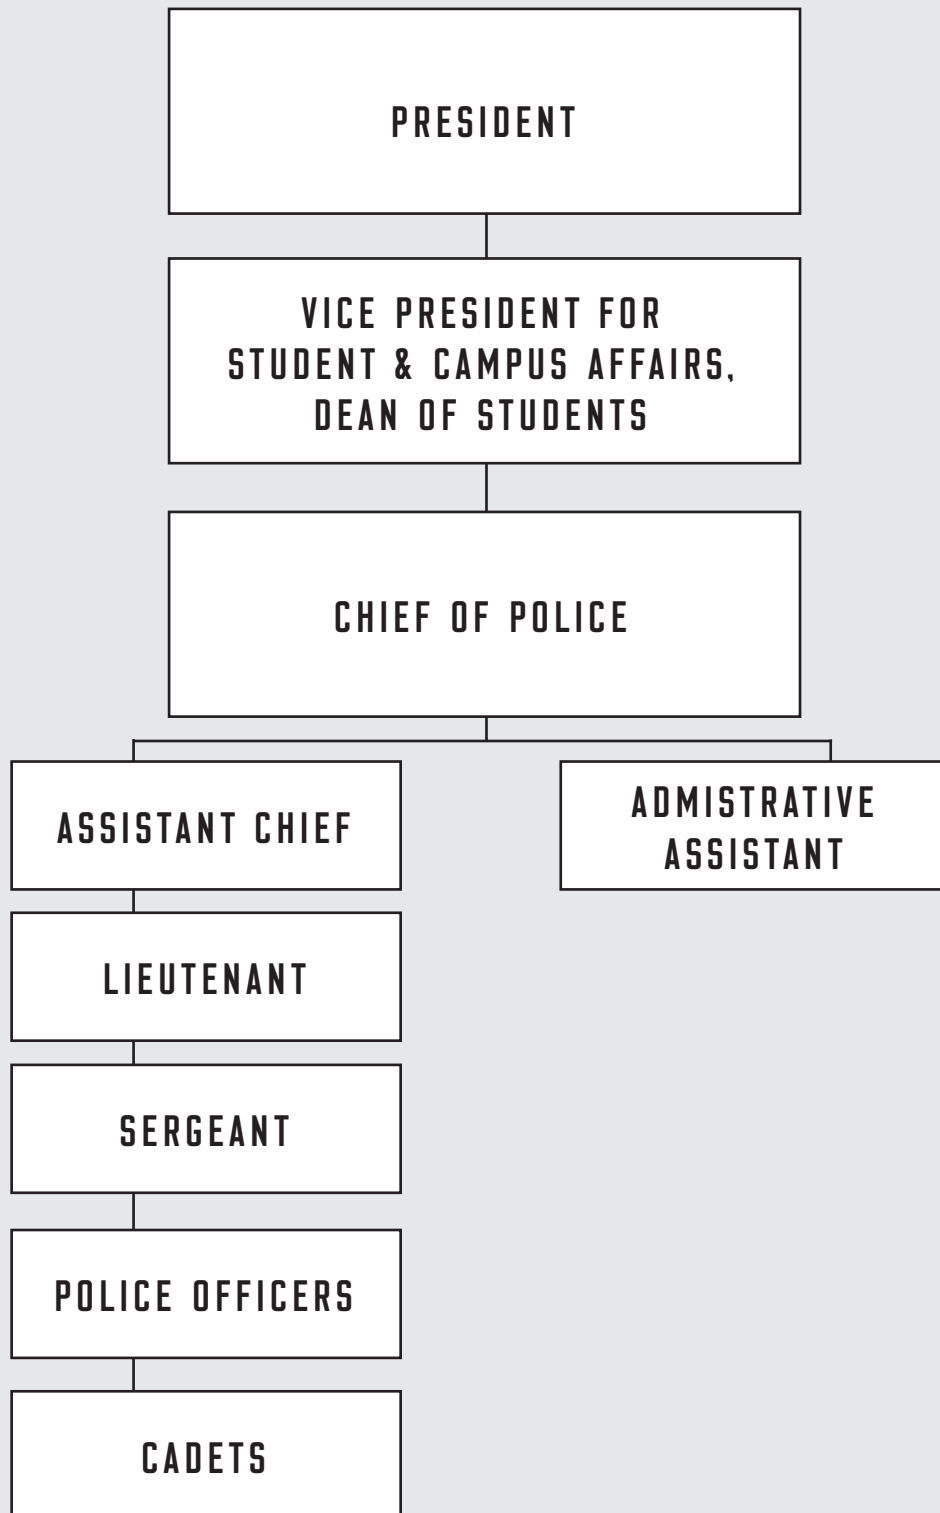 PRESIDENT
VICE PRESIDENT FOR
STUDENT & CAMPUS AFFAIRS,
DEAN OF STUDENTS
CHIEF OF POLICE
ASSISTANT CHIEF
ADMISTRATIVE
ASSISTANT
LIEUTENANT
SERGEANT
POLICE OFFICERS
CADETS